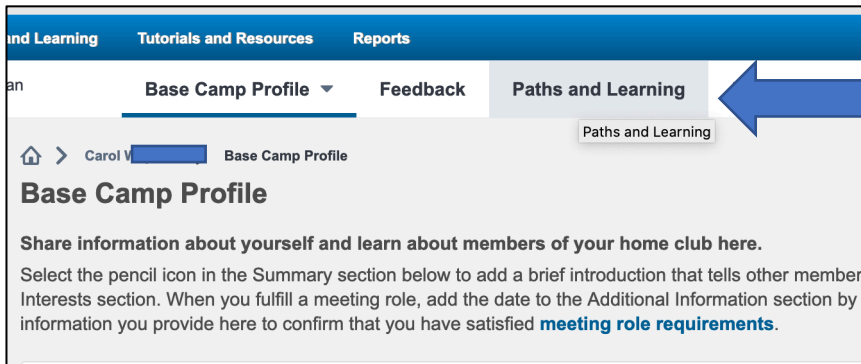 and Learning Tutorials and Resources Reports
an Base Camp Profile Feedback Paths and Learning
Paths and Learning
Carol Base Camp Profile
Base Camp Profile
Share information about yourself and learn about members of your home club here.
Select the pencil icon in the Summary section below to add a brief introduction that tells other member
Interests section. When you fulfill a meeting role, add the date to the Additional Information section by
information you provide here to confirm that you have satisfied meeting role requirements.